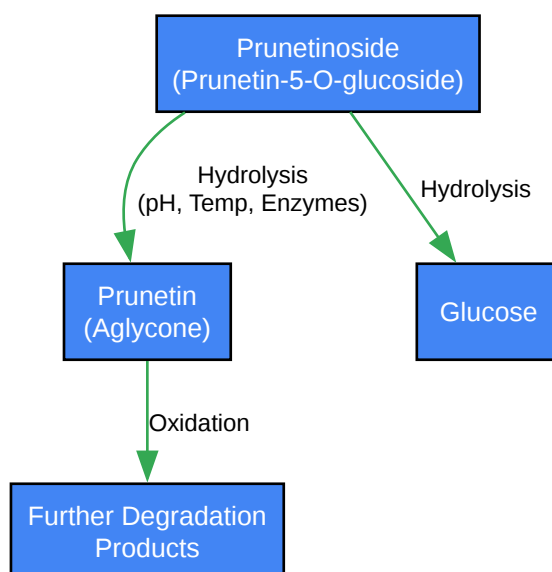 Prunetinoside
(Prunetin-5-O-glucoside)
Hydrolysis
(pH, Temp, Enzymes)
Hydrolysis
Prunetin
(Aglycone)
Glucose
Oxidation
Further Degradation
Products